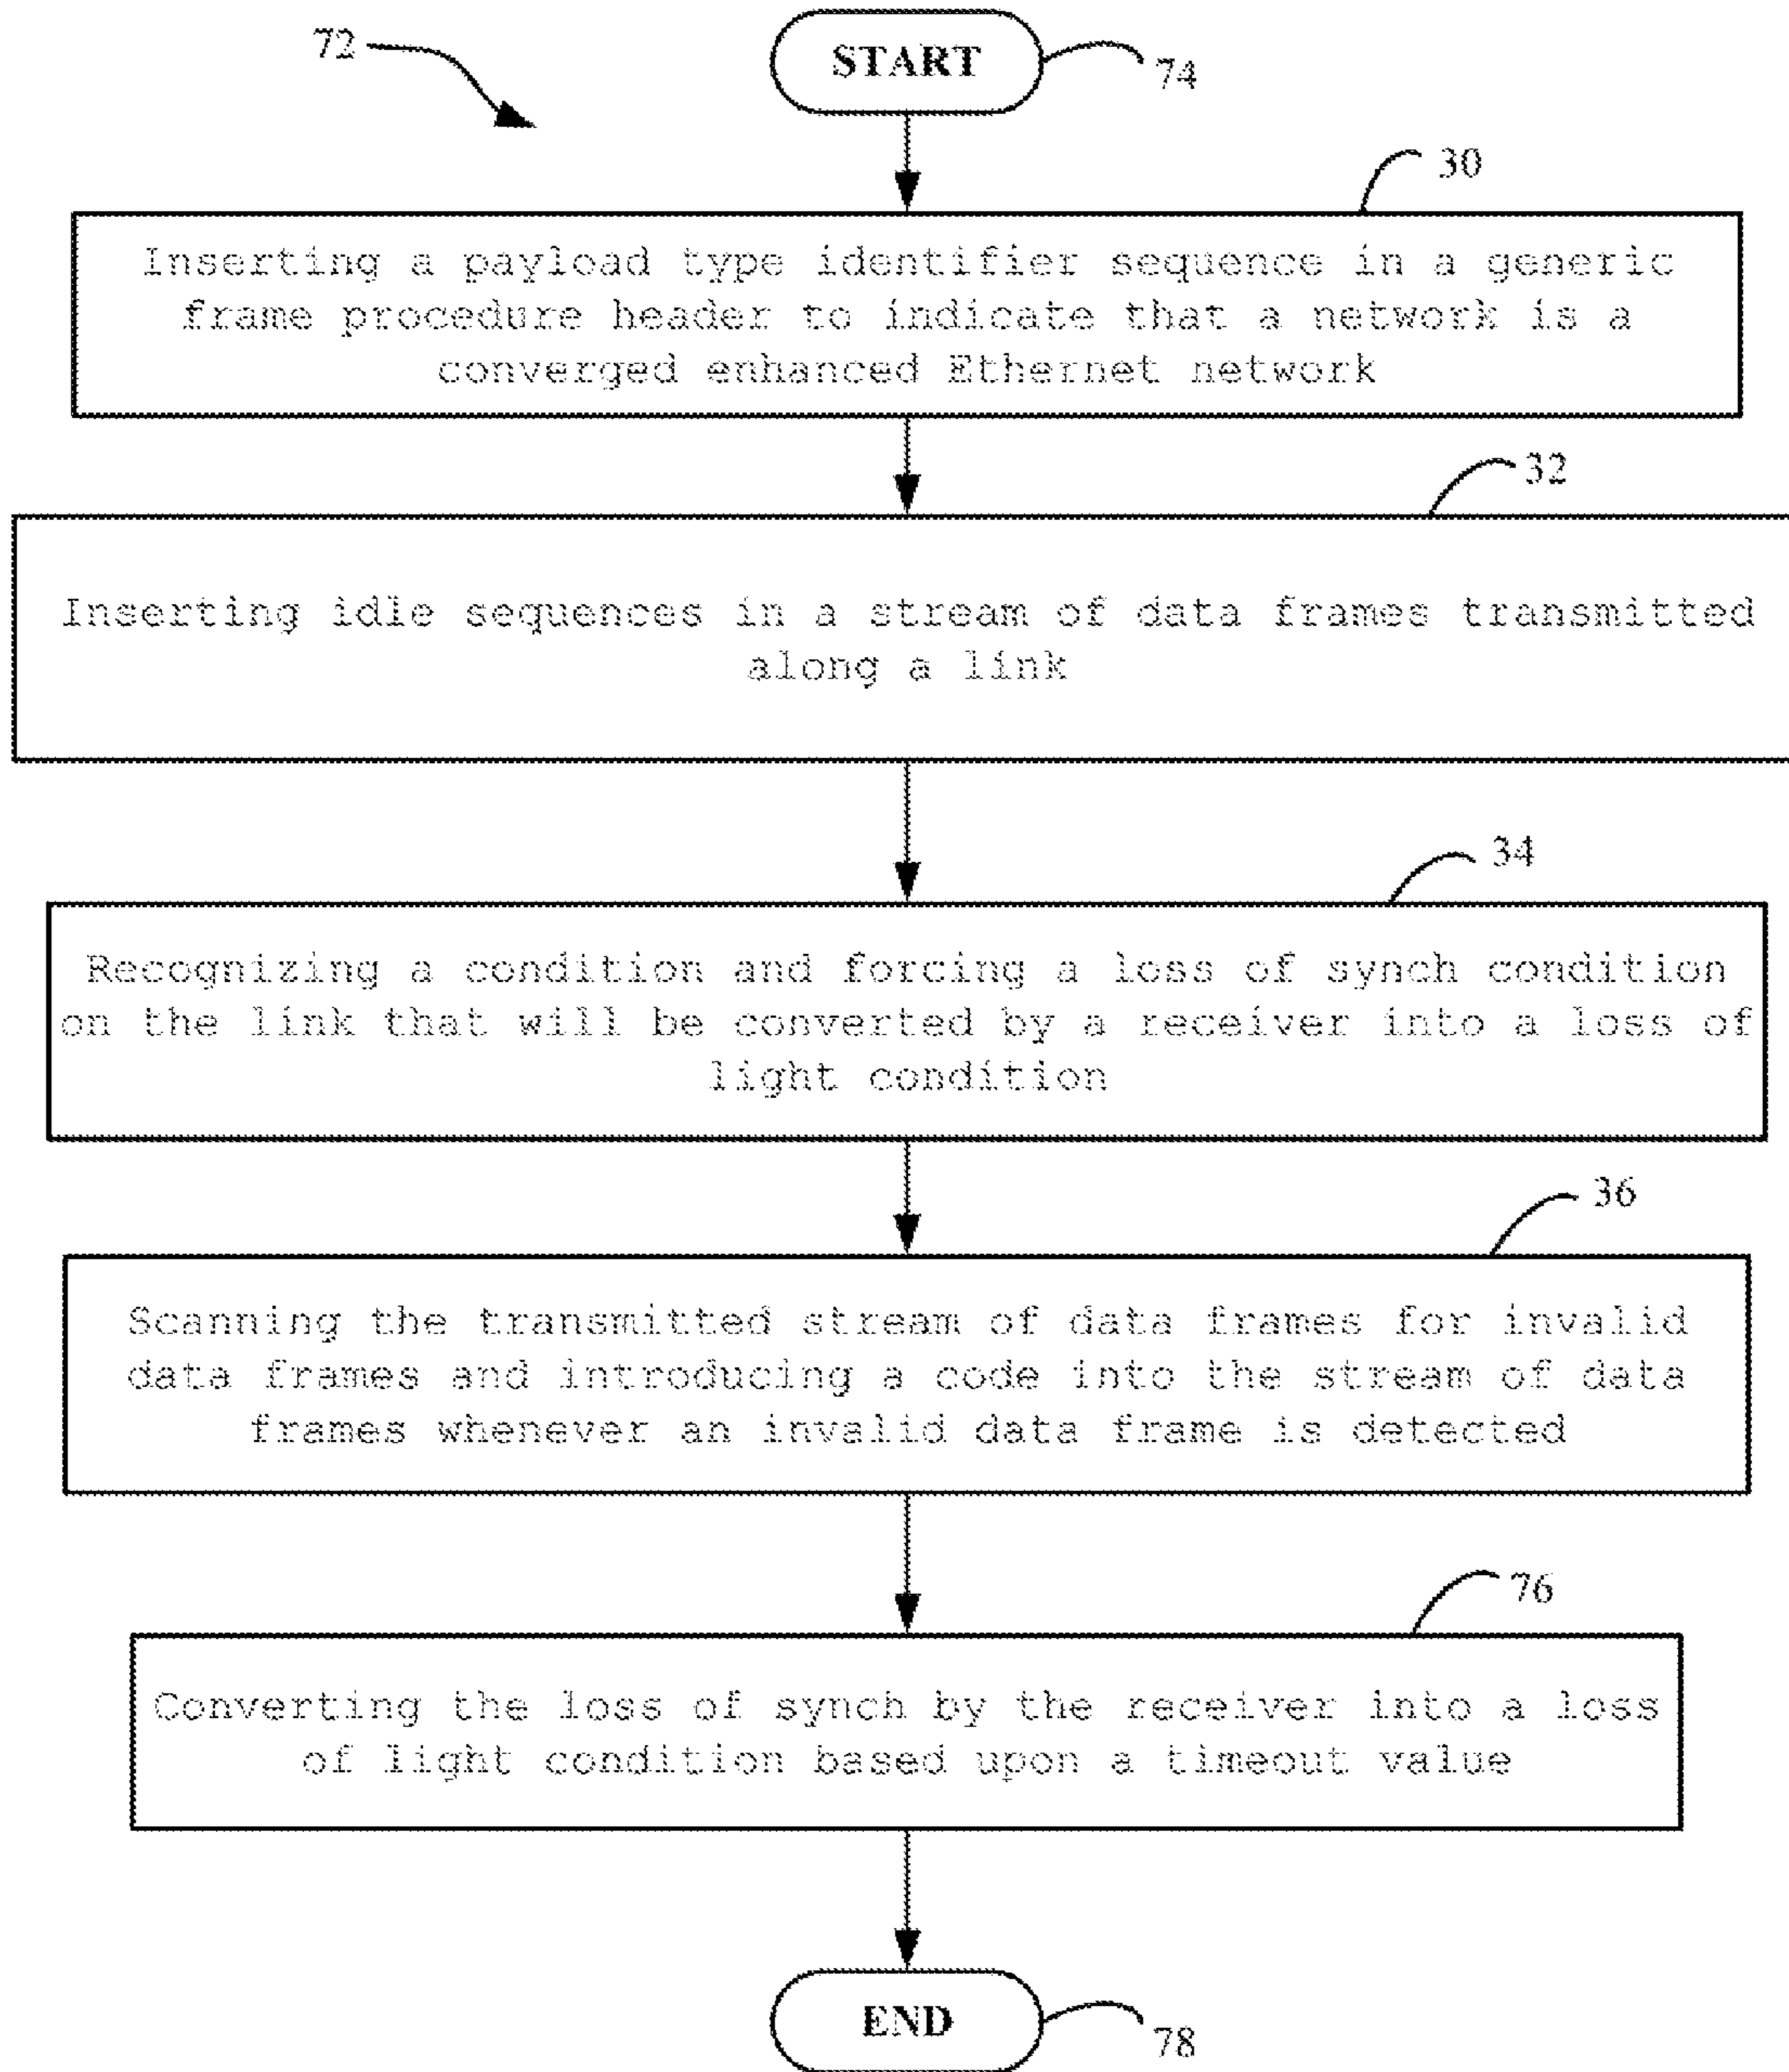 72
START
74
30
Inserting a payload type identifier sequence in a generic
frame procedure header to indicate that a network is a
converged enhanced Ethernet network
32
Inserting idle sequences in a stream of data frames transmitted
along a link
34
Recognizing a condition and forcing a loss of synch condition
on the link that will be converted by a receiver into a loss of
light condition
36
Scanning the transmitted stream of data frames for invalid
data frames and introducing a code into the stream of data
frames whenever an invalid data frame is detected
76
Converting the loss of synch by the receiver into a loss
of light condition based upon a timeout value
END
78